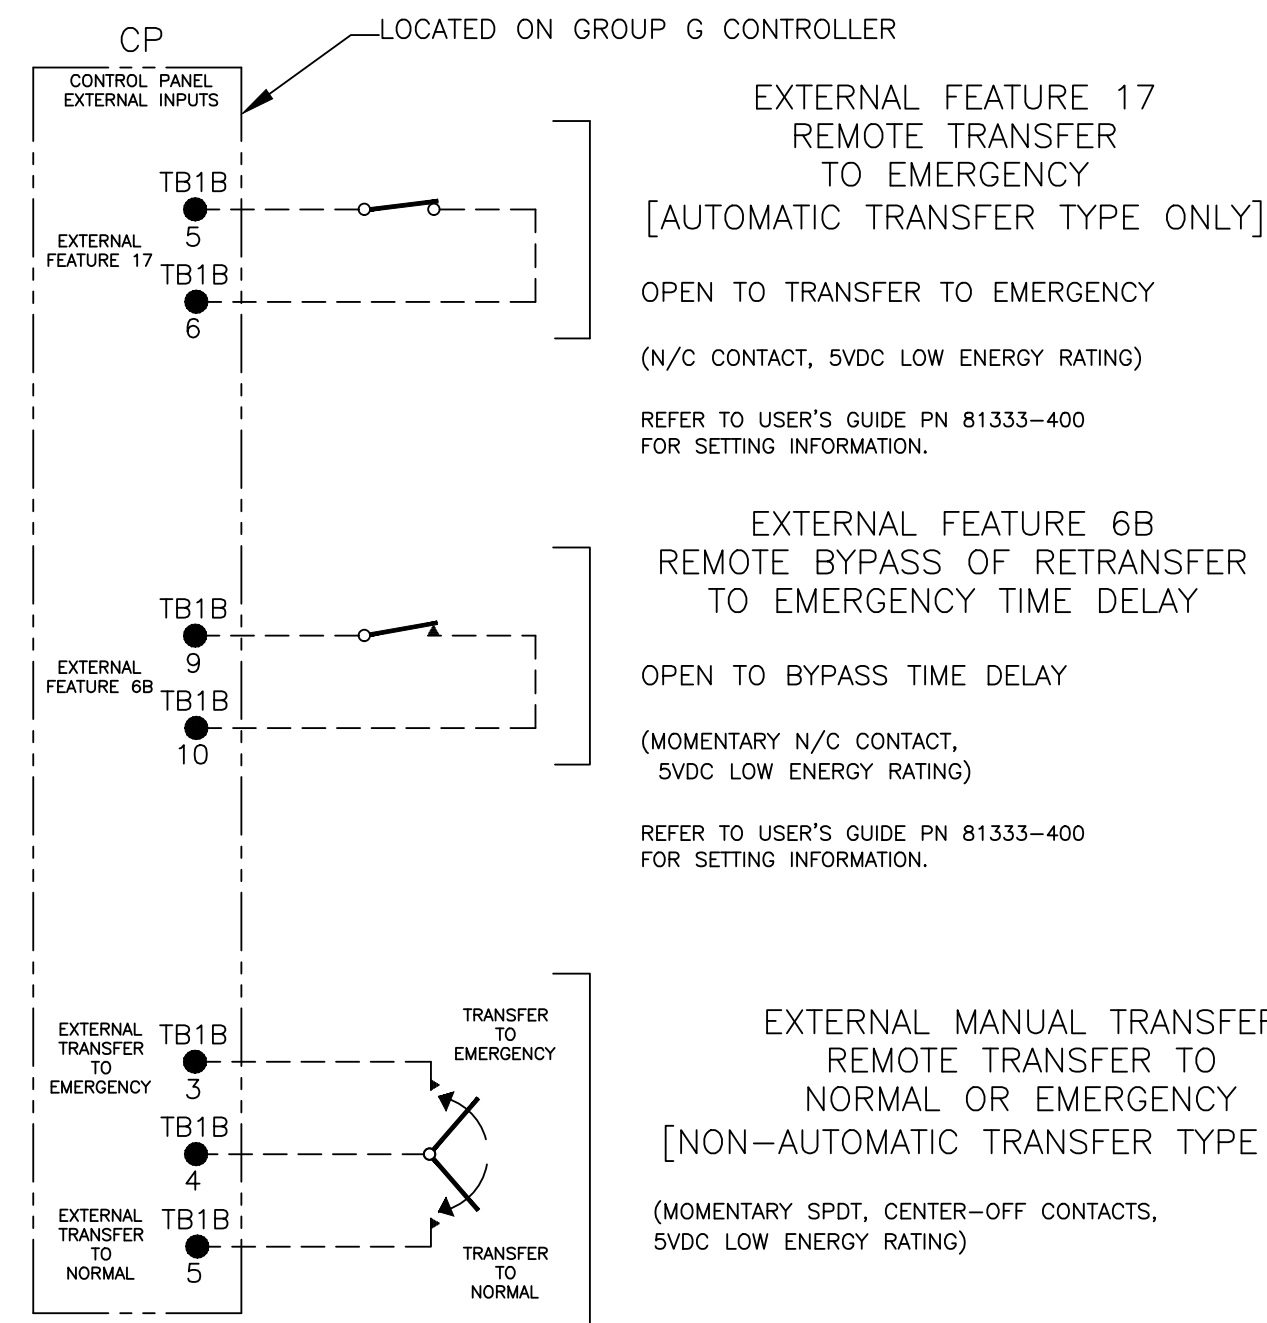 LOCATED ON GROUP G CONTROLLER
CP
CONTROL PANEL
EXTERNAL INPUTS
TB1B
5
EXTERNAL
FEATURE 17
TB1B
6
EXTERNAL FEATURE 17
REMOTE TRANSFER
TO EMERGENCY
[AUTOMATIC TRANSFER TYPE ONLY]
OPEN TO TRANSFER TO EMERGENCY
(N/C CONTACT, 5VDC LOW ENERGY RATING)
REFER TO USER'S GUIDE PN 81333-400
FOR SETTING INFORMATION.
TB1B
9
EXTERNAL
FEATURE 6B
TB1B
10
EXTERNAL FEATURE 6B
REMOTE BYPASS OF RETRANSFER
TO EMERGENCY TIME DELAY
OPEN TO BYPASS TIME DELAY
(MOMENTARY N/C CONTACT,
5VDC LOW ENERGY RATING)
REFER TO USER'S GUIDE PN 81333-400
FOR SETTING INFORMATION.
EXTERNAL
TRANSFER
TO
EMERGENCY
TB1B
3
TB1B
4
EXTERNAL
TRANSFER
TO
NORMAL
TB1B
5
TRANSFER
TO
EMERGENCY
TRANSFER
TO
NORMAL
EXTERNAL MANUAL TRANSFER
REMOTE TRANSFER TO
NORMAL OR EMERGENCY
[NON-AUTOMATIC TRANSFER TYPE
(MOMENTARY SPDT, CENTER-OFF CONTACTS,
5VDC LOW ENERGY RATING)